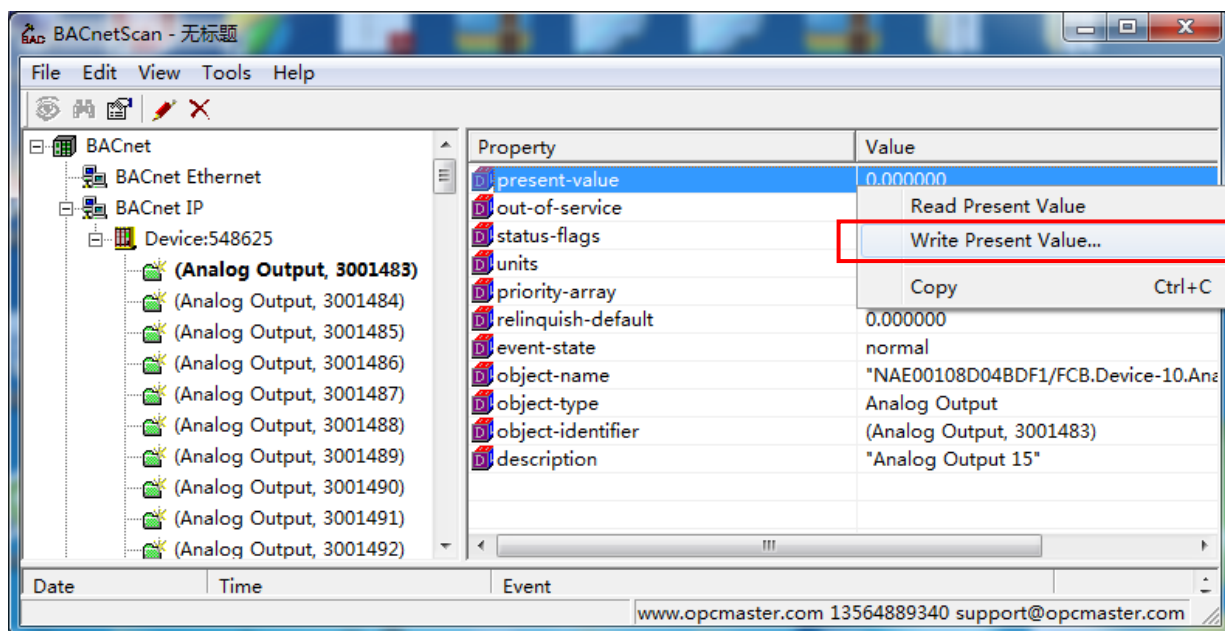 BACnetScan - 无标题
File Edit View Tools Help
BACnet
BACnet Ethernet
BACnet IP
Device:548625
(Analog Output, 3001483)
(Analog Output, 3001484)
(Analog Output, 3001485)
(Analog Output, 3001486)
(Analog Output, 3001487)
(Analog Output, 3001488)
(Analog Output, 3001489)
(Analog Output, 3001490)
(Analog Output, 3001491)
(Analog Output, 3001492)
Property Value
present-value 0.000000
out-of-service
status-flags
units
priority-array
relinquish-default 0.000000
event-state normal
object-name "NAE00108D04BDF1/FCB.Device-10.Ana
object-type Analog Output
object-identifier (Analog Output, 3001483)
description "Analog Output 15"
Read Present Value
Write Present Value...
Copy Ctrl+C
Date Time Event
www.opcmaster.com 13564889340 support@opcmaster.com